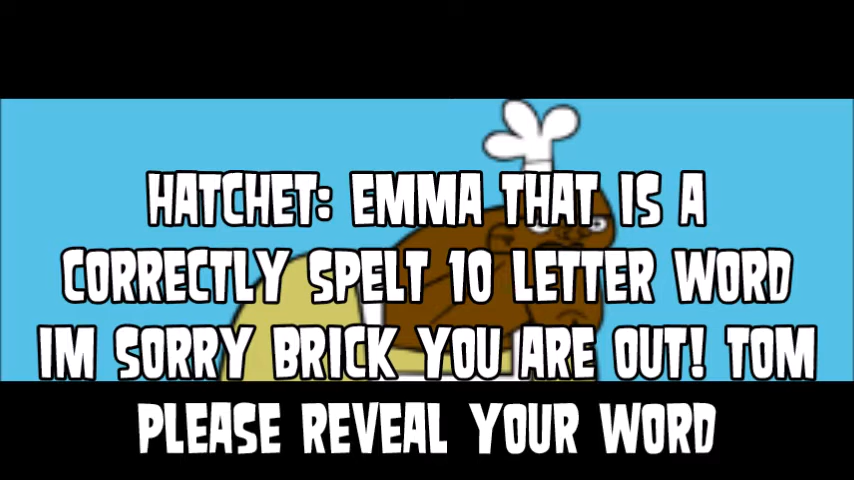 HATCHET: EMMA THAT IS A
CORRECTLY SPELT 10 LETTER WORD
IM SORRY BRICK YOU ARE OUT! TOM
PLEASE REVEAL YOUR WORD